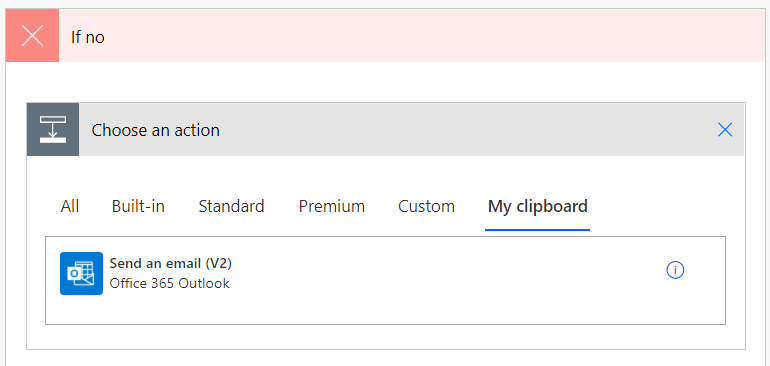 If no
Choose an action
All Built-in Standard Premium Custom My clipboard
Send an email (V2)
Office 365 Outlook